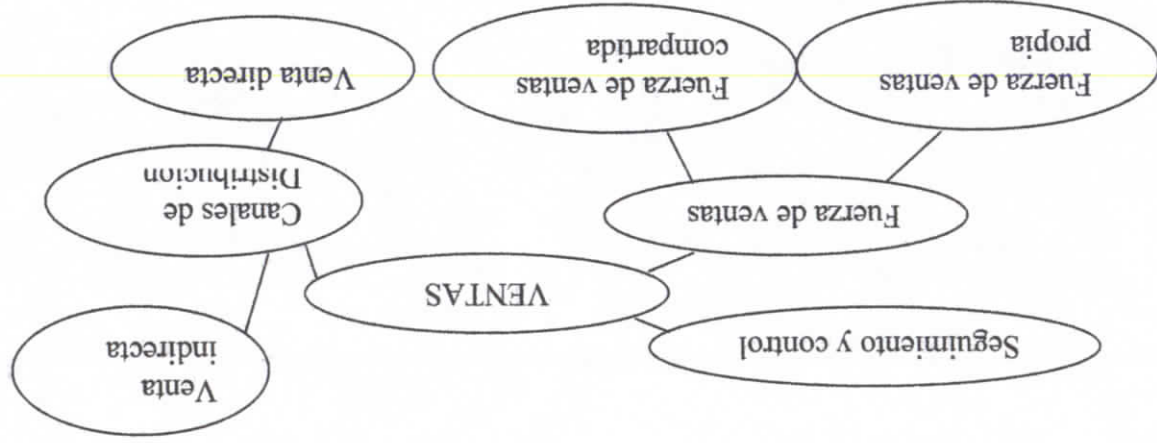 Seguimiento y control
Venta
indirecta
VENTAS
Fuerza de ventas
Canales de
Distribucion
Fuerza de ventas
propia
Fuerza de ventas
compartida
Venta directa